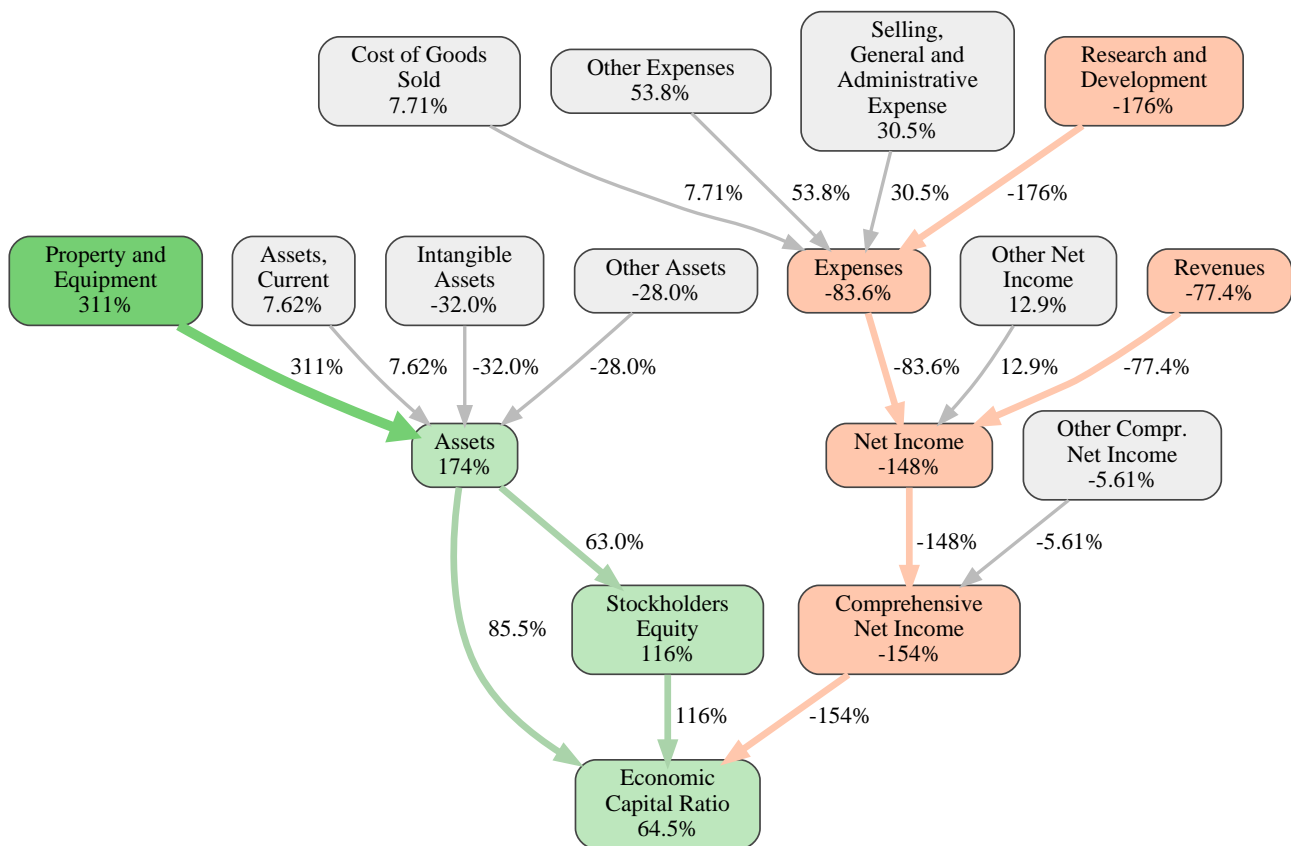 Cost of Goods
Sold
7.71%
Other Expenses
53.8%
Selling,
General and
Administrative
Expense
30.5%
Research and
Development
-176%
7.71%
53.8%
30.5%
-176%
Property and
Equipment
311%
Assets,
Current
7.62%
Intangible
Assets
-32.0%
Other Assets
-28.0%
Expenses
-83.6%
Other Net
Income
12.9%
Revenues
-77.4%
311%
7.62%
-32.0%
-28.0%
-83.6%
12.9%
-77.4%
Assets
174%
Net Income
-148%
Other Compr.
Net Income
-5.61%
63.0%
-148%
-5.61%
85.5%
Stockholders
Equity
116%
Comprehensive
Net Income
-154%
116%
-154%
Economic
Capital Ratio
64.5%